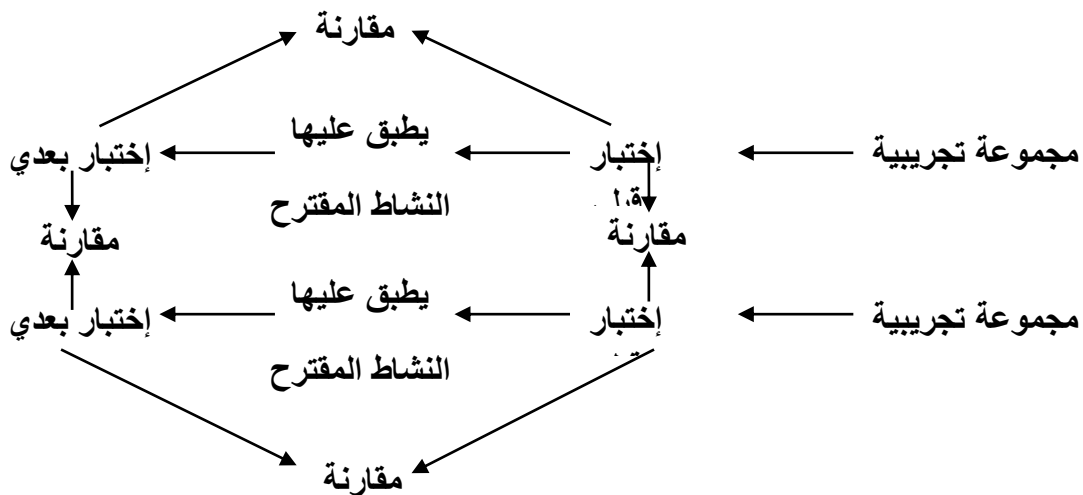 مقارنة
مجموعة تجريبية
إختبار
يطبق عليها
النشاط المقترح
إختبار بعدي
مقارنة
مقارنة
مجموعة تجريبية
إختبار
يطبق عليها
النشاط المقترح
إختبار بعدي
مقارنة